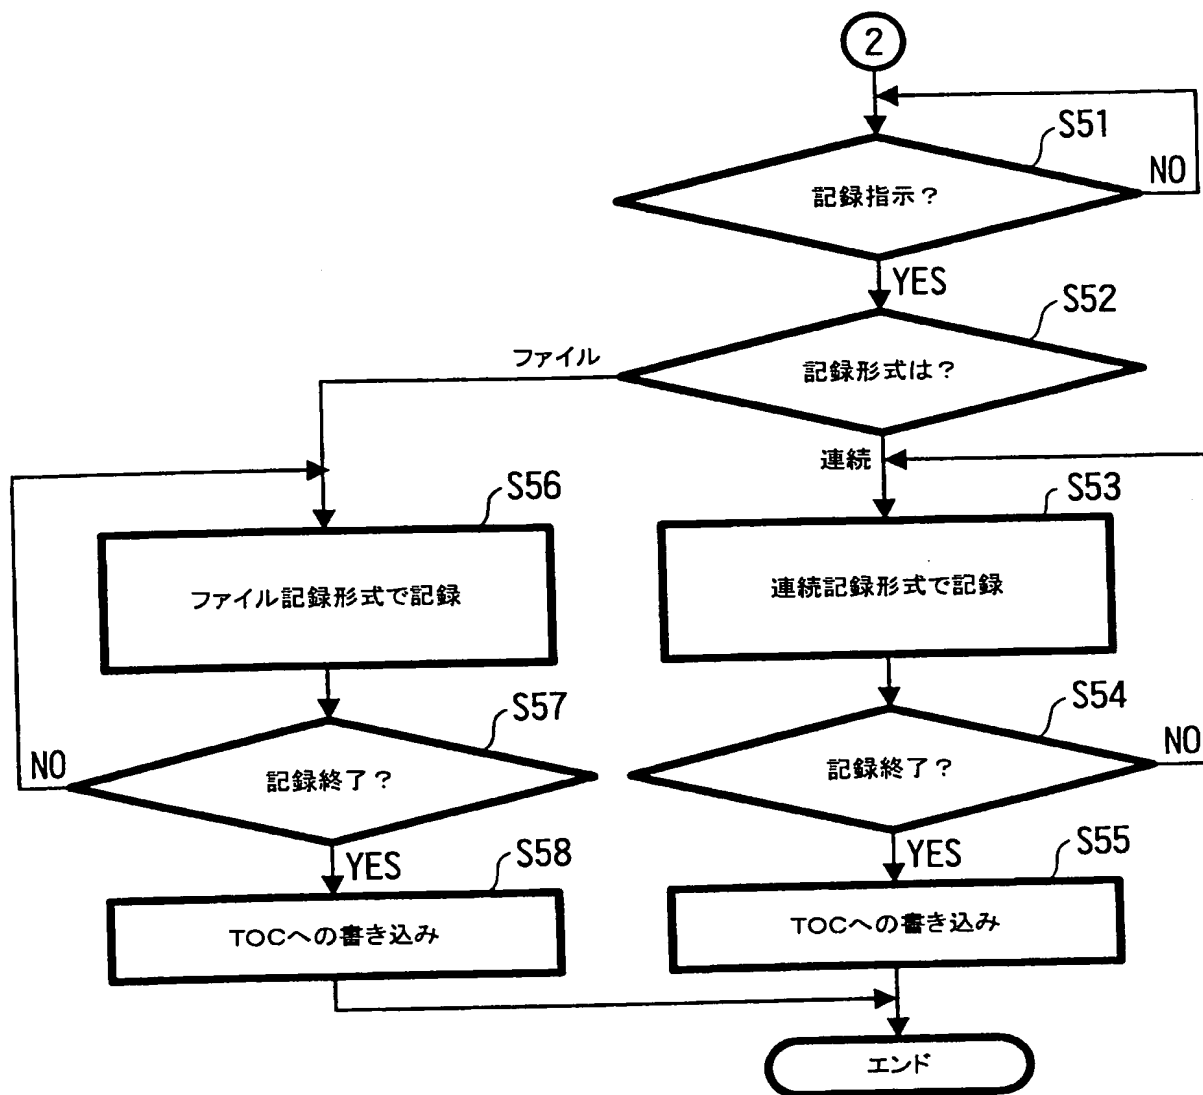 2
S51
記録指示?
NO
YES
S52
記録形式は?
ファイル
連続
S56
ファイル記録形式で記録
S53
連続記録形式で記録
S57
記録終了?
NO
S54
記録終了?
NO
YES
S58
TOCへの書き込み
YES
S55
TOCへの書き込み
エンド